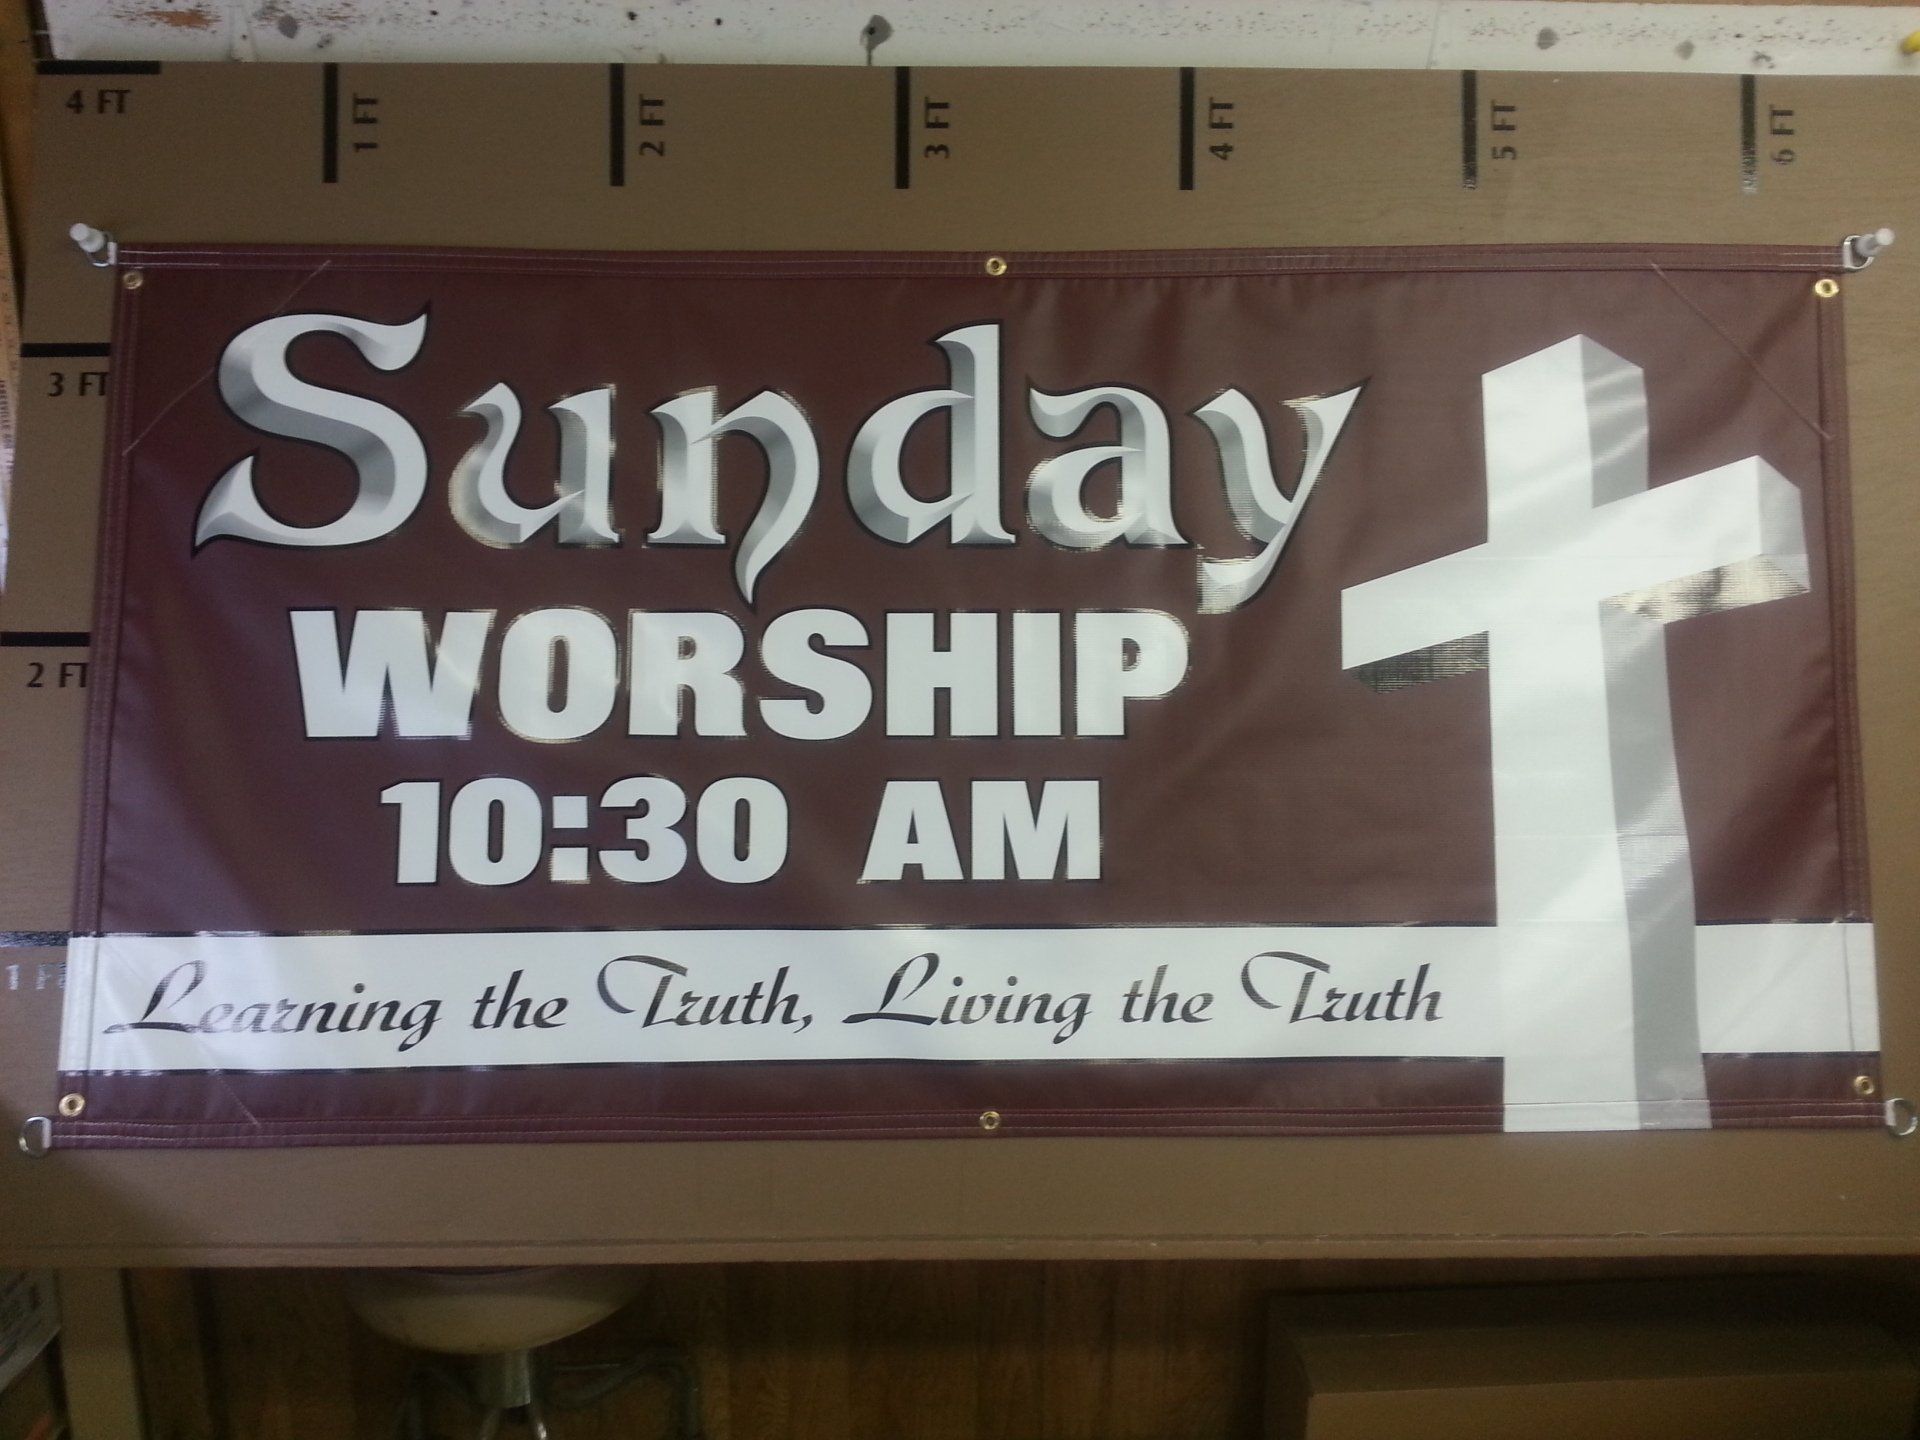 4 FT
1 FT
2 FT
3 FT
4 FT
5 FT
6 FT
3 FT
2 FT
Sunday
WORSHIP
10:30 AM
Learning the Truth, Living the Truth